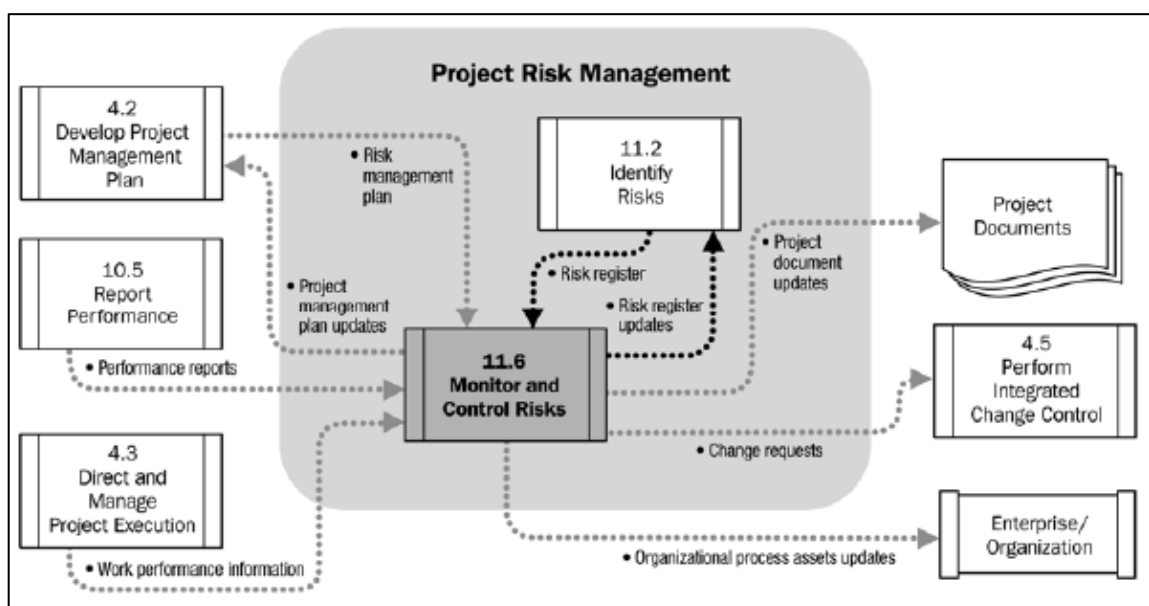 Project Risk Management
4.2
Develop Project
Management
Plan
• Risk
management
plan
11.2
Identify
Risks
Project
Documents
10.5
Report
Performance
• Project
management
plan updates
• Risk register
• Risk register
updates
• Project
document
updates
• Performance reports
11.6
Monitor and
Control Risks
4.5
Perform
Integrated
Change Control
4.3
Direct and
Manage
Project Execution
• Change requests
• Work performance information
• Organizational process assets updates
Enterprise/
Organization